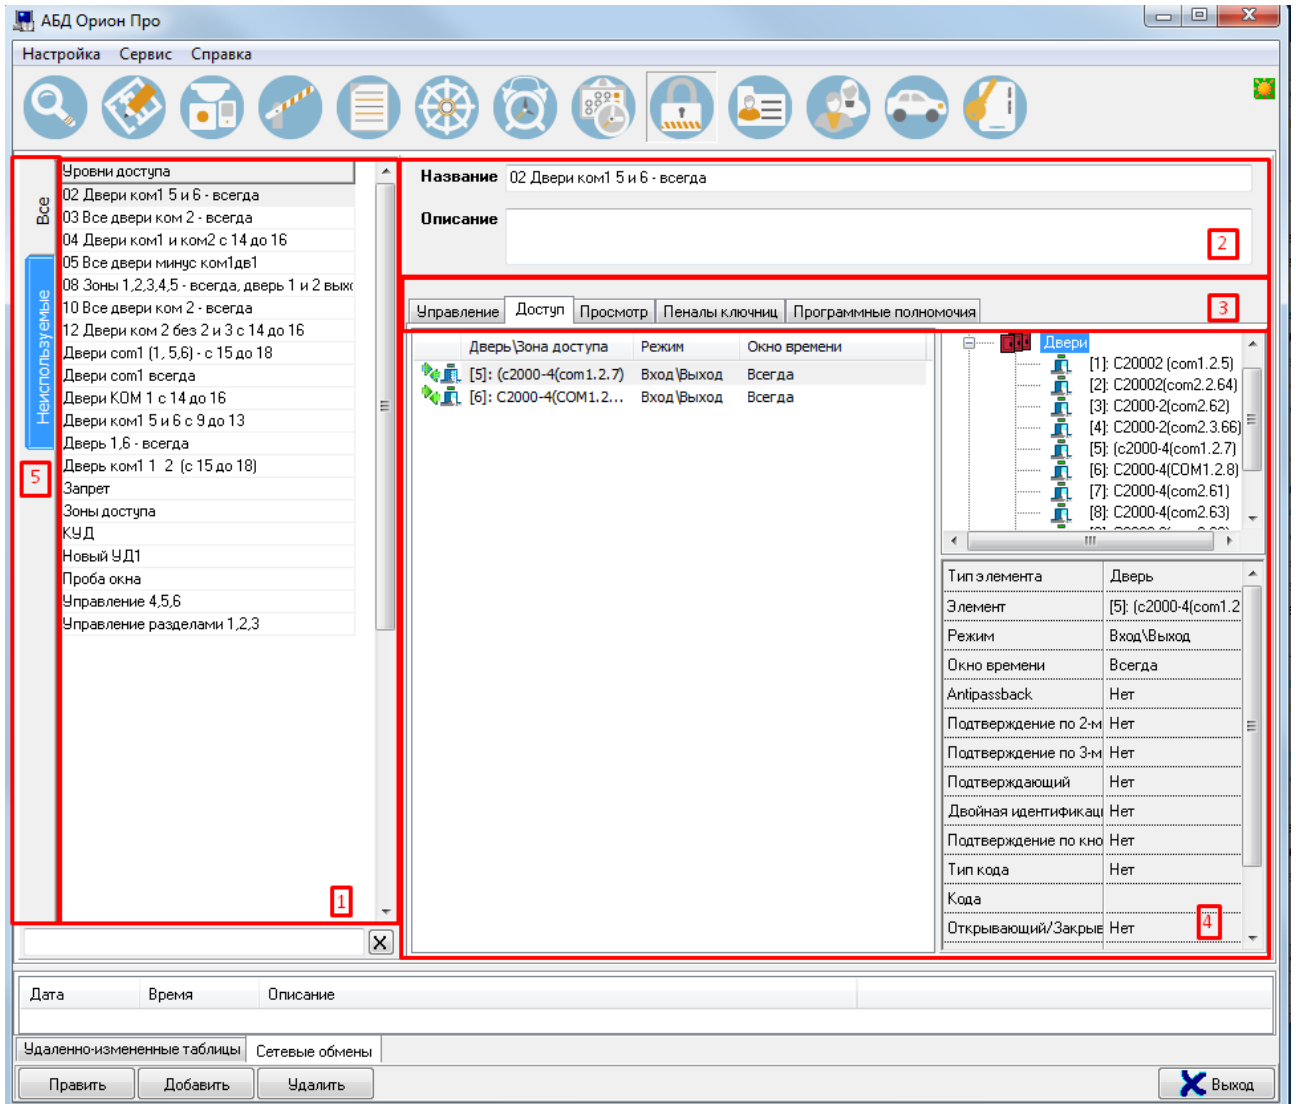 АБД Орион Про
Настройка Сервис Справка
Все
Неиспользуемые
5
Уровни доступа
02 Двери ком1 5 и 6 - всегда
03 Все двери ком 2 - всегда
04 Двери ком1 и ком2 с 14 до 16
05 Все двери минус ком1дв1
08 Зоны 1,2,3,4,5 - всегда, дверь 1 и 2 вых
10 Все двери ком 2 - всегда
12 Двери ком 2 без 2 и 3 с 14 до 16
Двери com1 (1, 5,6) - с 15 до 18
Двери com1 всегда
Двери КОМ 1 с 14 до 16
Двери ком1 5 и 6 с 9 до 13
Дверь 1,6 - всегда
Дверь ком1 1 2 (с 15 до 18)
Запрет
Зоны доступа
КУД
Новый УД1
Проба окна
Управление 4,5,6
Управление разделами 1,2,3
1
Название 02 Двери ком1 5 и 6 - всегда
Описание
2
Управление Доступ Просмотр Пеналы ключниц Программные полномочия
3
Дверь\Зона доступа Режим Окно времени
[5]: (с2000-4(com1.2.7) Вход\Выход Всегда
[6]: С2000-4(COM1.2... Вход\Выход Всегда
Двери
[1]: С20002 (com1.2.5)
[2]: С20002(com2.2.64)
[3]: С2000-2(com2.62)
[4]: С2000-2(com2.3.66)
[5]: (с2000-4(com1.2.7)
[6]: С2000-4(COM1.2.8)
[7]: С2000-4(com2.61)
[8]: С2000-4(com2.63)
Тип элемента Дверь
Элемент [5]: (с2000-4(com1.2
Режим Вход\Выход
Окно времени Всегда
Antipassback Нет
Подтверждение по 2-м Нет
Подтверждение по 3-м Нет
Подтверждающий Нет
Двойная идентификац Нет
Подтверждение по кно Нет
Тип кода Нет
Кода
Открывающий/Закрыв Нет
4
X
Дата Время Описание
Удаленно-измененные таблицы Сетевые обмены
Править Добавить Удалить Выход